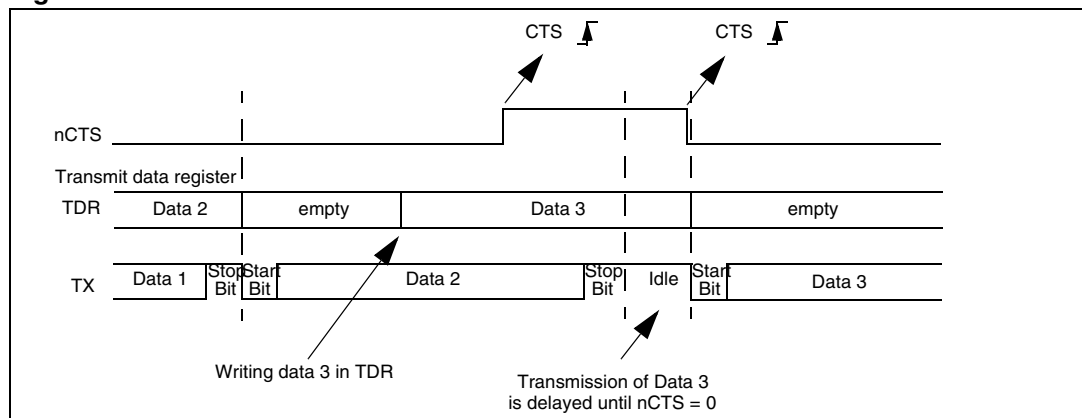 CTS CTS
nCTS
Transmit data register
TDR Data 2 empty Data 3 empty
TX Data 1 Stop Bit Start Bit Data 2 Stop Bit Idle Start Bit Data 3
Writing data 3 in TDR
Transmission of Data 3
is delayed until nCTS = 0